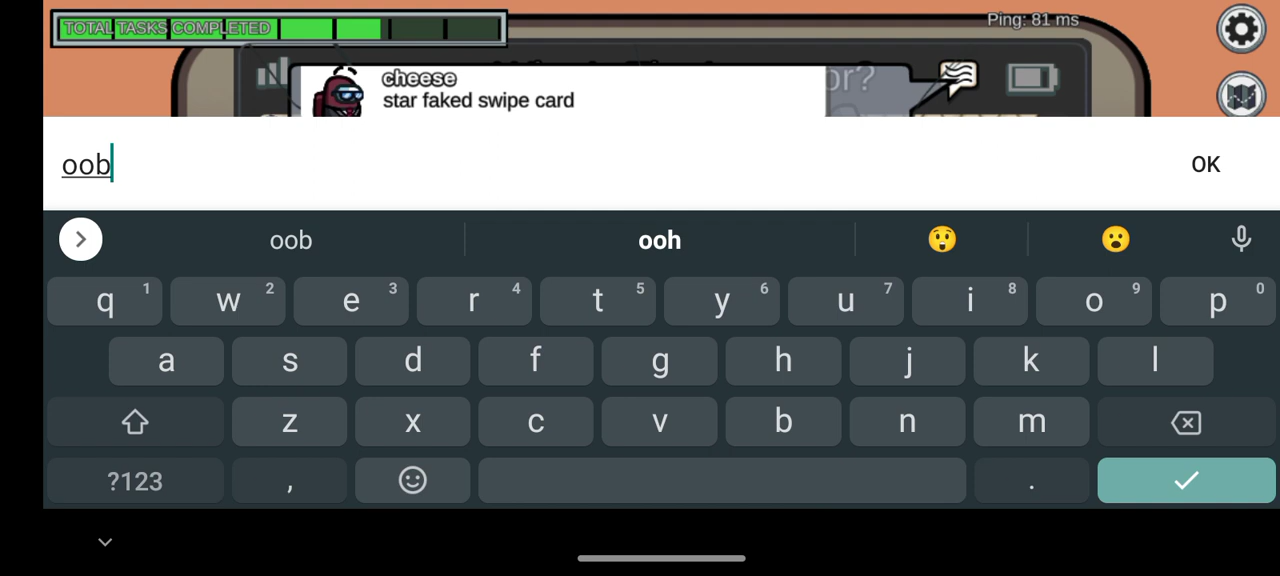 TOTAL TASKS COMPLETED
Ping: 81 ms
or?
cheese
star faked swipe card
oob
OK
oob ooh
q 1 w 2 e 3 r 4 t 5 y 6 u 7 i 8 o 9 p 0
a s d f g h j k l
z x c v b n m
?123 , .